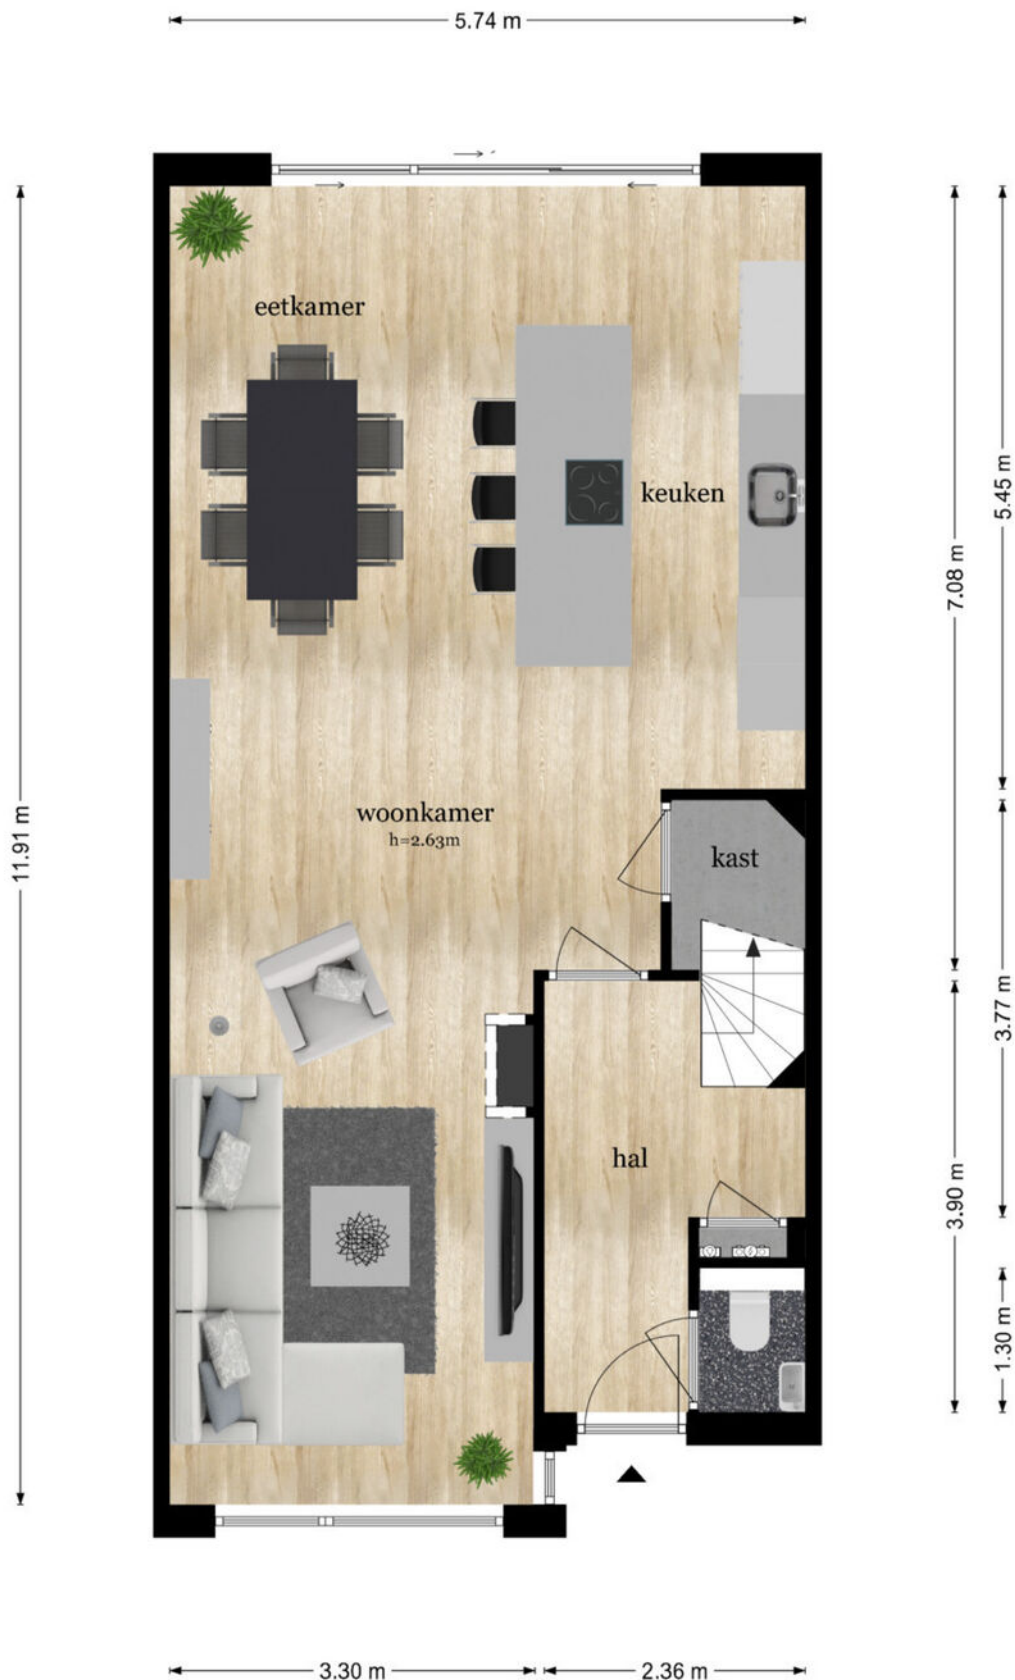 5.74 m
eetkamer
keuken
5.45 m
7.08 m
woonkamer
h=2.63m
11.91 m
kast
3.77 m
hal
3.90 m
1.30 m
3.30 m
2.36 m